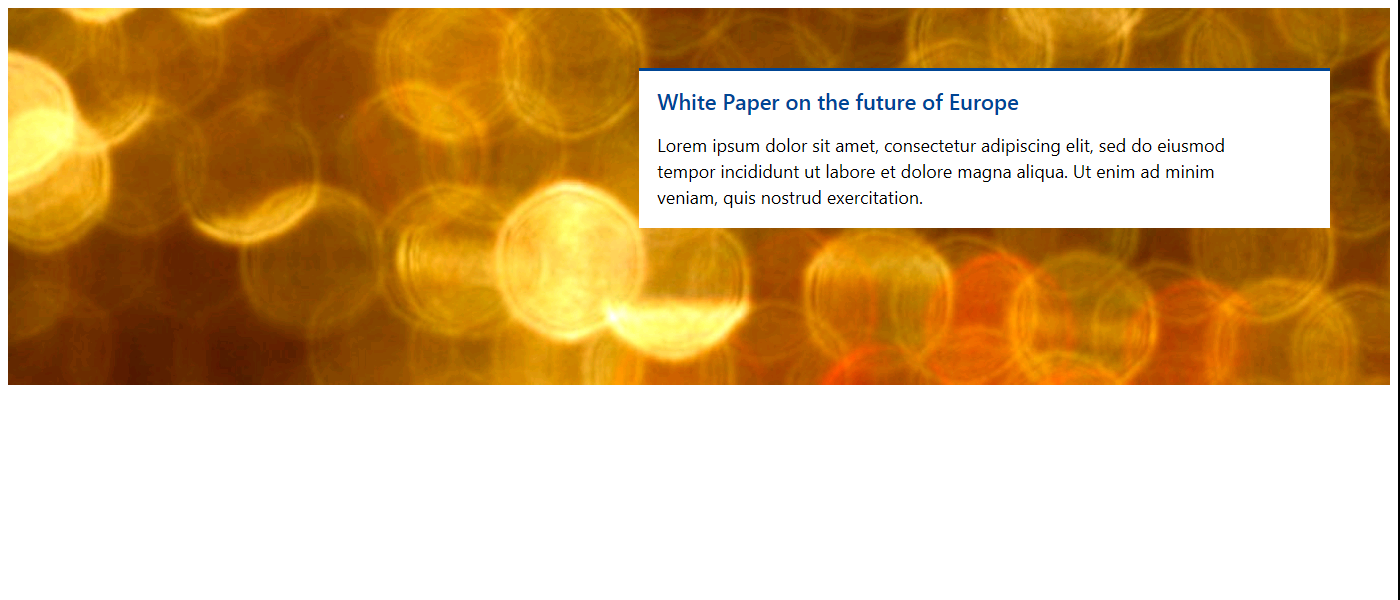 White Paper on the future of Europe
Lorem ipsum dolor sit amet, consectetur adipiscing elit, sed do eiusmod
tempor incididunt ut labore et dolore magna aliqua. Ut enim ad minim
veniam, quis nostrud exercitation.